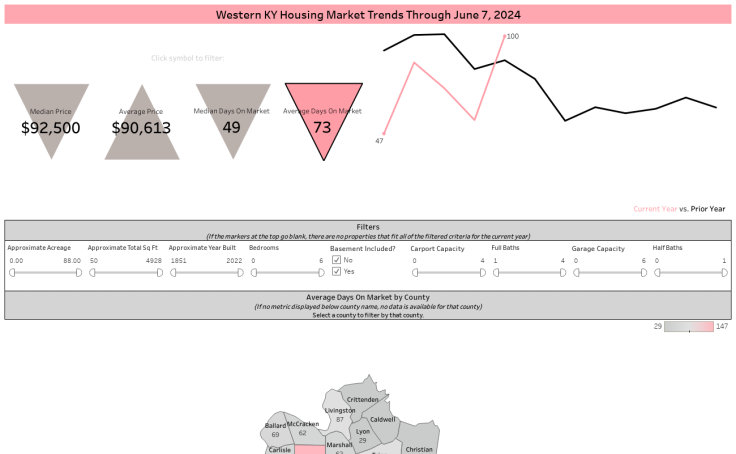 Western KY Housing Market Trends Through June 7, 2024
Click symbol to filter:
Median Price
$92,500
Average Price
$90,613
Median Days On Market
49
Average Days On Market
73
100
47
Current Year vs. Prior Year
Filters
(If the markers at the top go blank, there are no properties that fit all of the filtered criteria for the current year)
Approximate Acreage
0.00 88.00
Approximate Total Sq Ft
50 4928
Approximate Year Built
1851 2022
Bedrooms
0 6
Basement Included?
No
Yes
Carport Capacity
0 4
Full Baths
1 4
Garage Capacity
0 6
Half Baths
0 1
Average Days On Market by County
(If no metric displayed below county name, no data is available for that county)
Select a county to filter by that county.
29 147
Crittenden
Livingston
87
Caldwell
Ballard
69
McCracken
62
Lyon
29
Marshall
Carlisle
Christian